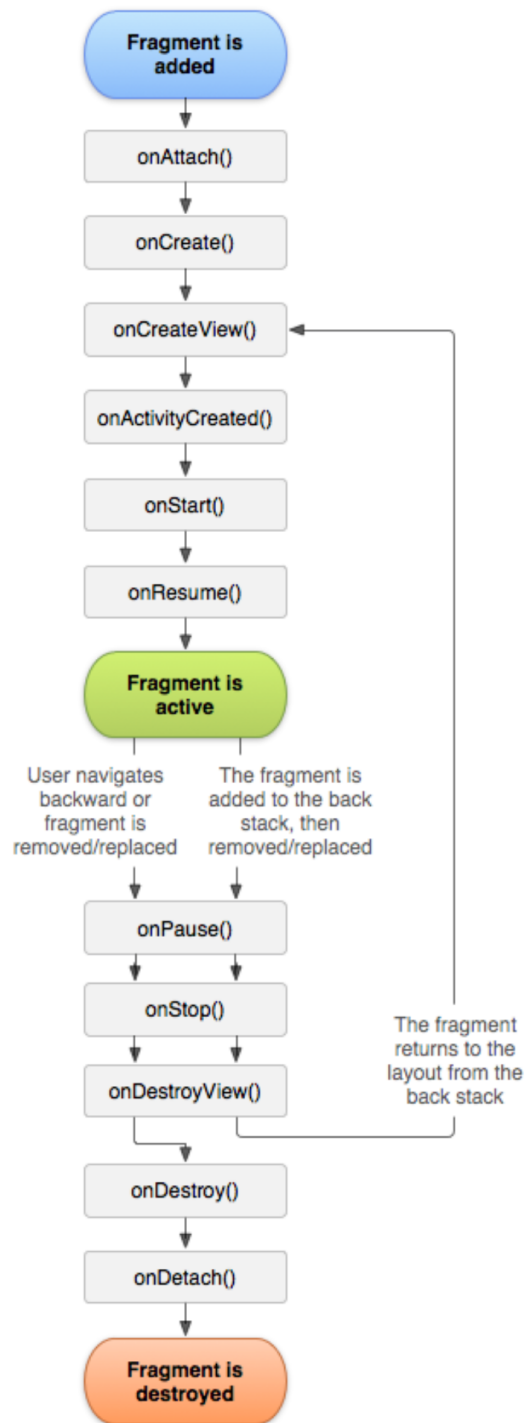 Fragment is
added
onAttach()
onCreate()
onCreateView()
onActivityCreated()
onStart()
onResume()
Fragment is
active
User navigates
backward or
fragment is
removed/replaced
The fragment is
added to the back
stack, then
removed/replaced
onPause()
onStop()
The fragment
returns to the
layout from the
back stack
onDestroyView()
onDestroy()
onDetach()
Fragment is
destroyed